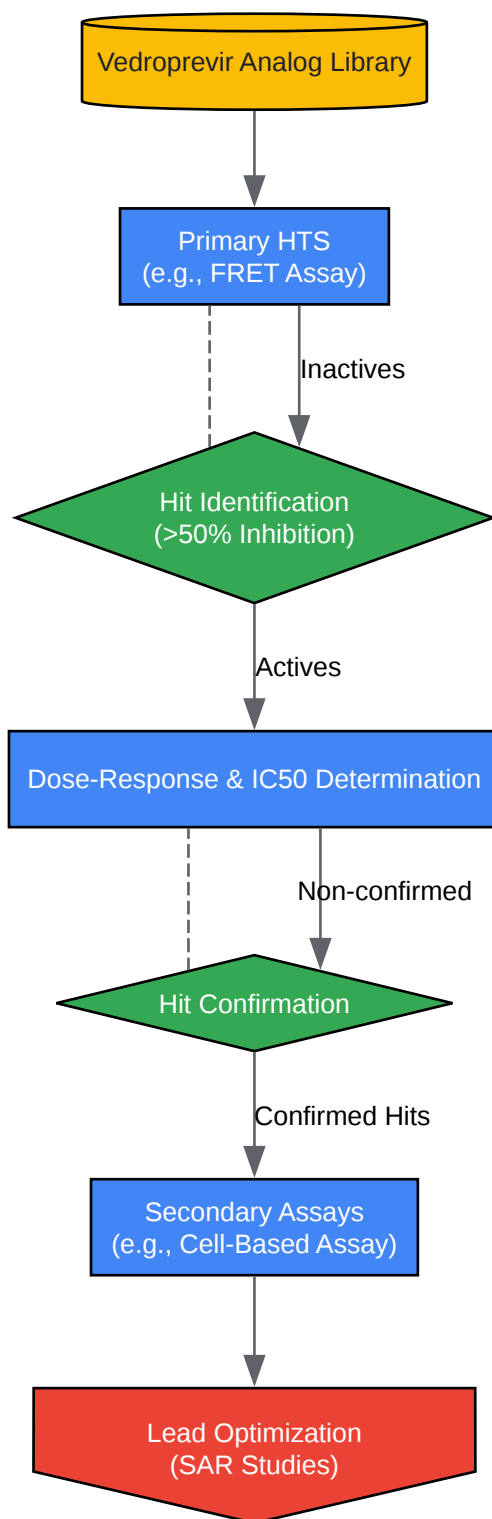 Vedroprevir Analog Library
Primary HTS
(e.g., FRET Assay)
Inactives
Hit Identification
(>50% Inhibition)
Actives
Dose-Response & IC50 Determination
Non-confirmed
Hit Confirmation
Confirmed Hits
Secondary Assays
(e.g., Cell-Based Assay)
Lead Optimization
(SAR Studies)